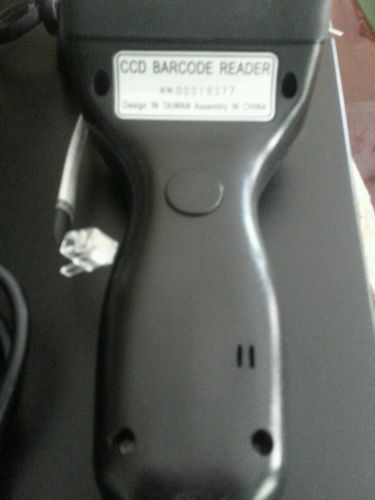 CCD BARCODE READER
00019377
Design IN TAIWAN Assembly IN CHINA